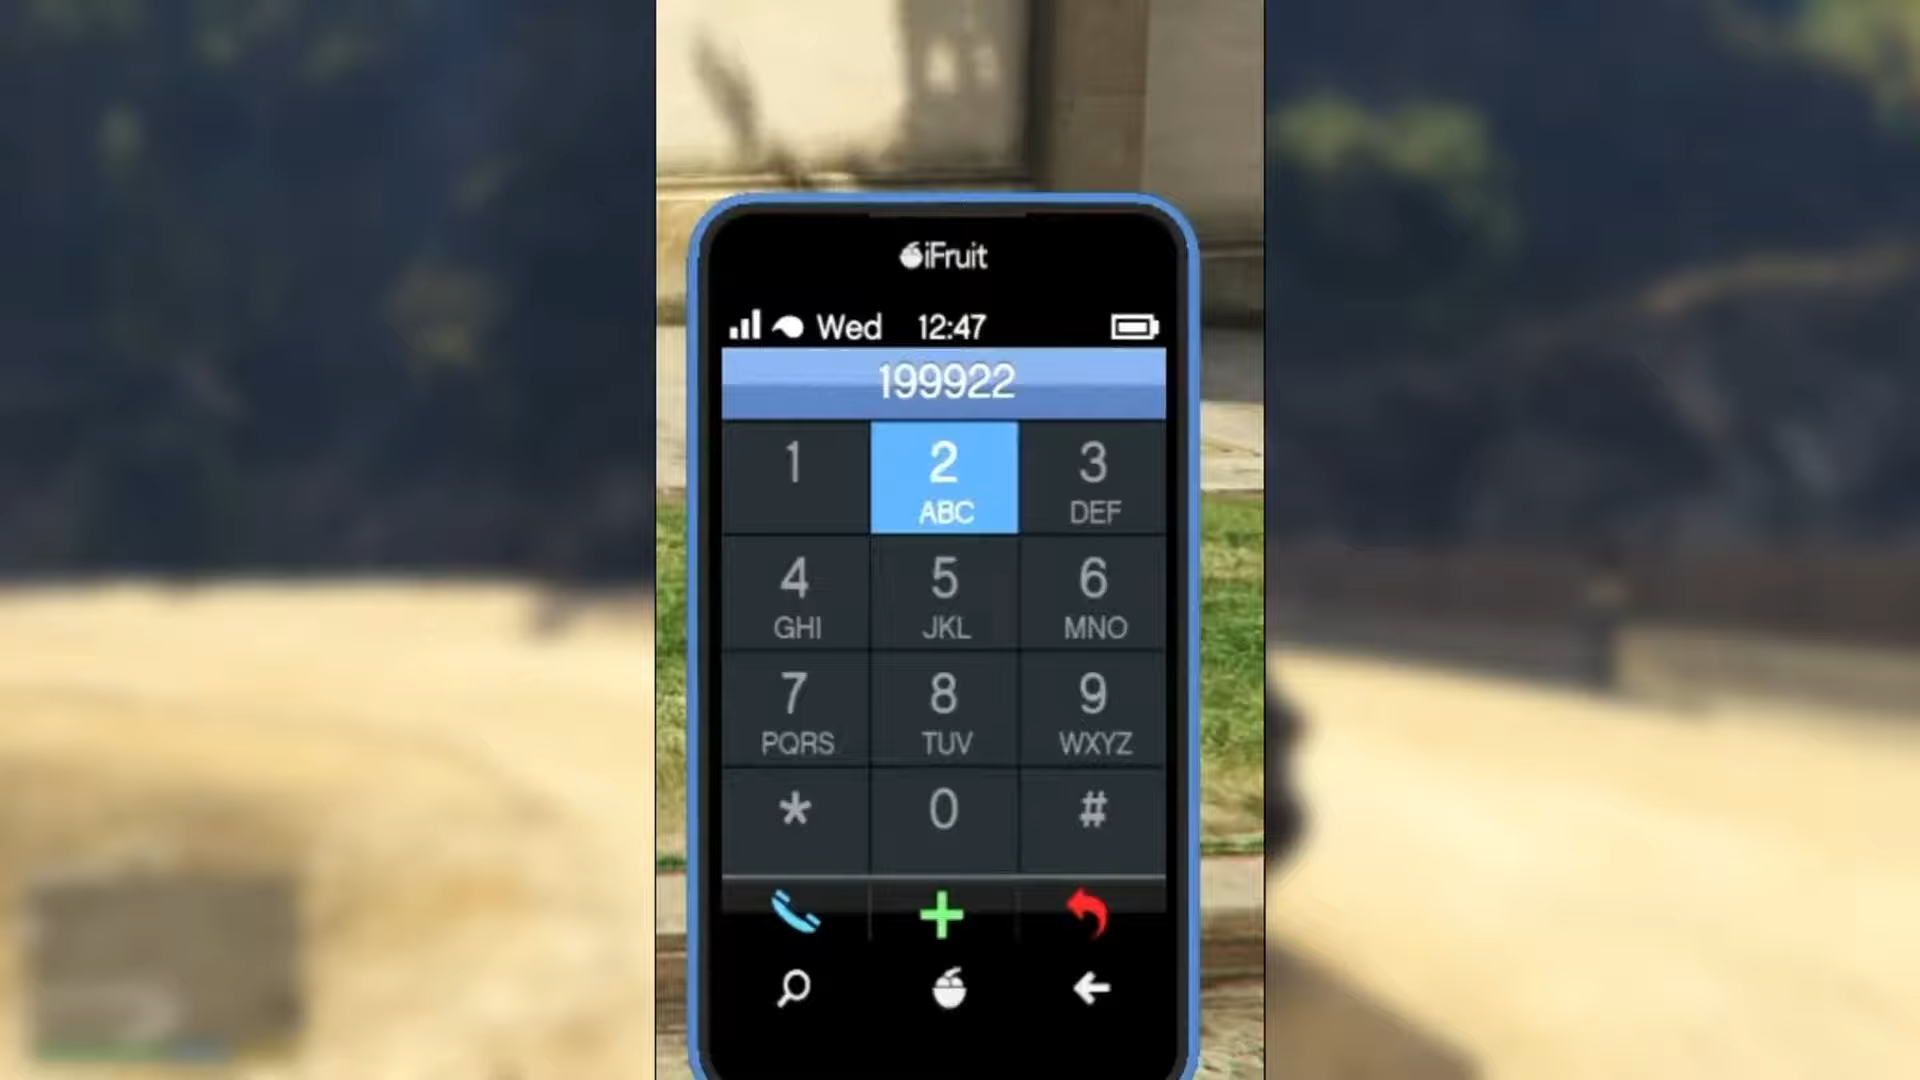 iFruit
Wed 12:47
199922
1 2 3
ABC DEF
4 5 6
GHI JKL MNO
7 8 9
PQRS TUV WXYZ
* 0 #